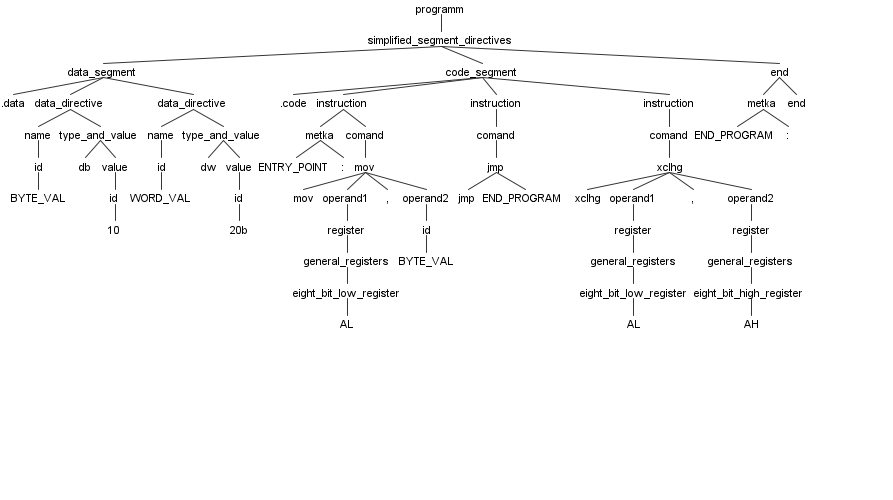 programm
simplified_segment_directives
data_segment code_segment end
.data data_directive data_directive .code instruction instruction instruction metka end
name type_and_value name type_and_value metka comand comand comand END_PROGRAM :
id db value id dw value ENTRY_POINT : mov jmp xclhg
BYTE_VAL id WORD_VAL id mov operand1 , operand2 jmp END_PROGRAM xclhg operand1 , operand2
10 20b register id register register
general_registers BYTE_VAL general_registers general_registers
eight_bit_low_register eight_bit_low_register eight_bit_high_register
AL AL AH